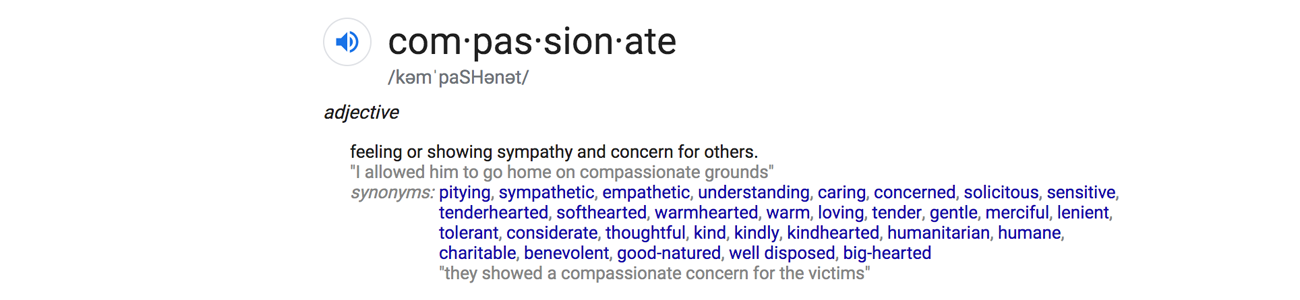 com·pas·sion·ate
/kəmˈpaSHənət/
adjective
feeling or showing sympathy and concern for others.
"I allowed him to go home on compassionate grounds"
synonyms: pitying, sympathetic, empathetic, understanding, caring, concerned, solicitous, sensitive,
tenderhearted, softhearted, warmhearted, warm, loving, tender, gentle, merciful, lenient,
tolerant, considerate, thoughtful, kind, kindly, kindhearted, humanitarian, humane,
charitable, benevolent, good-natured, well disposed, big-hearted
"they showed a compassionate concern for the victims"